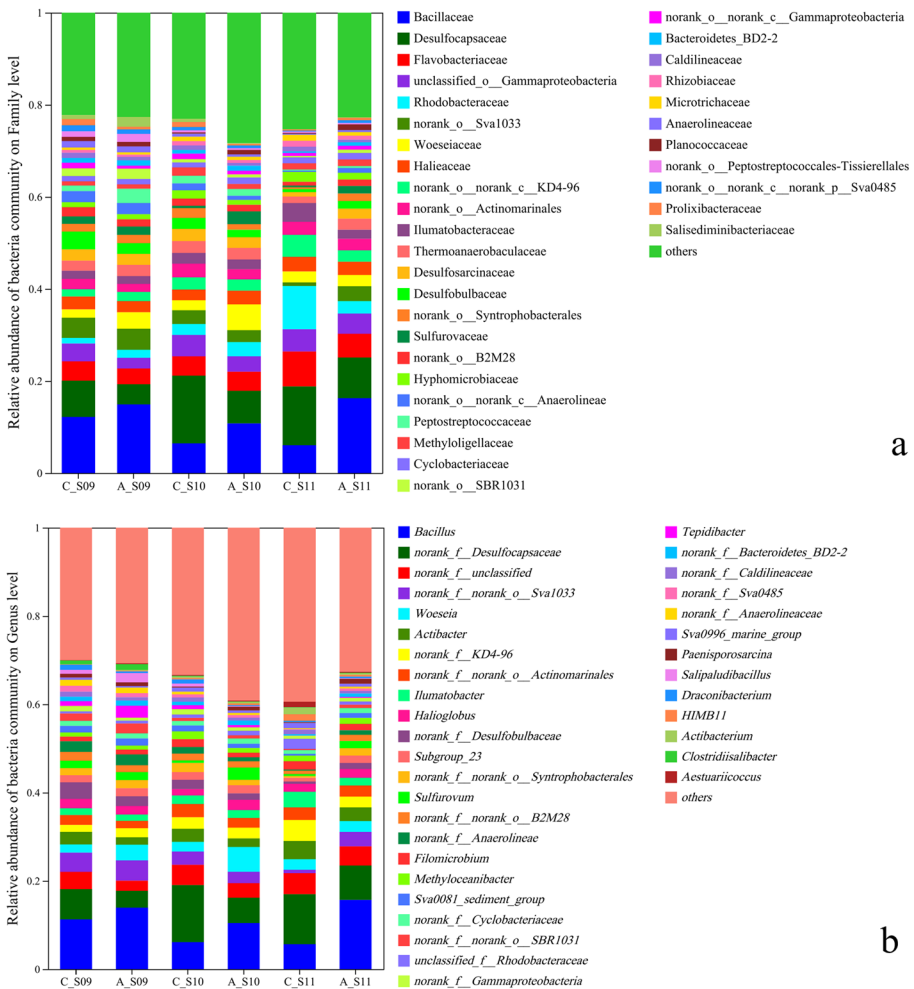 Relative abundance of bacteria community on Family level
1
0.8
0.6
0.4
0.2
0
C_S09
A_S09
C_S10
A_S10
C_S11
A_S11
Bacillaceae
Desulfocapsaceae
Flavobacteriaceae
unclassified_o__Gammaproteobacteria
Rhodobacteraceae
norank_o__Sva1033
Woeseiaceae
Halieaceae
norank_o__norank_c__KD4-96
norank_o__Actinomarinales
Ilumatobacteraceae
Thermoanaerobaculaceae
Desulfosarcinaceae
Desulfobulbaceae
norank_o__Syntrophobacterales
Sulfurovaceae
norank_o__B2M28
Hyphomicrobiaceae
norank_o__norank_c__Anaerolineae
Peptostreptococcaceae
Methyloligellaceae
Cyclobacteriaceae
norank_o__SBR1031
norank_o__norank_c__Gammaproteobacteria
Bacteroidetes_BD2-2
Caldilineaceae
Rhizobiaceae
Microtrichaceae
Anaerolineaceae
Planococcaceae
norank_o__Peptostreptococcales-Tissierellales
norank_o__norank_c__norank_p__Sva0485
Prolixibacteraceae
Salisediminibacteriaceae
others
a
Relative abundance of bacteria community on Genus level
1
0.8
0.6
0.4
0.2
0
C_S09
A_S09
C_S10
A_S10
C_S11
A_S11
Bacillus
norank_f__Desulfocapsaceae
norank_f__unclassified
norank_f__norank_o__Sva1033
Woeseia
Actibacter
norank_f__KD4-96
norank_f__norank_o__Actinomarinales
Ilumatobacter
Halioglobus
norank_f__Desulfobulbaceae
Subgroup_23
norank_f__norank_o__Syntrophobacterales
Sulfurovum
norank_f__norank_o__B2M28
norank_f__Anaerolineae
Filomicrobium
Methyloceanibacter
Sva0081_sediment_group
norank_f__Cyclobacteriaceae
norank_f__norank_o__SBR1031
unclassified_f__Rhodobacteraceae
norank_f__Gammaproteobacteria
Tepidibacter
norank_f__Bacteroidetes_BD2-2
norank_f__Caldilineaceae
norank_f__Sva0485
norank_f__Anaerolineaceae
Sva0996_marine_group
Paenisporosarcina
Salipaludibacillus
Draconibacterium
HIMB11
Actibacterium
Clostridiisalibacter
Aestuariicoccus
others
b